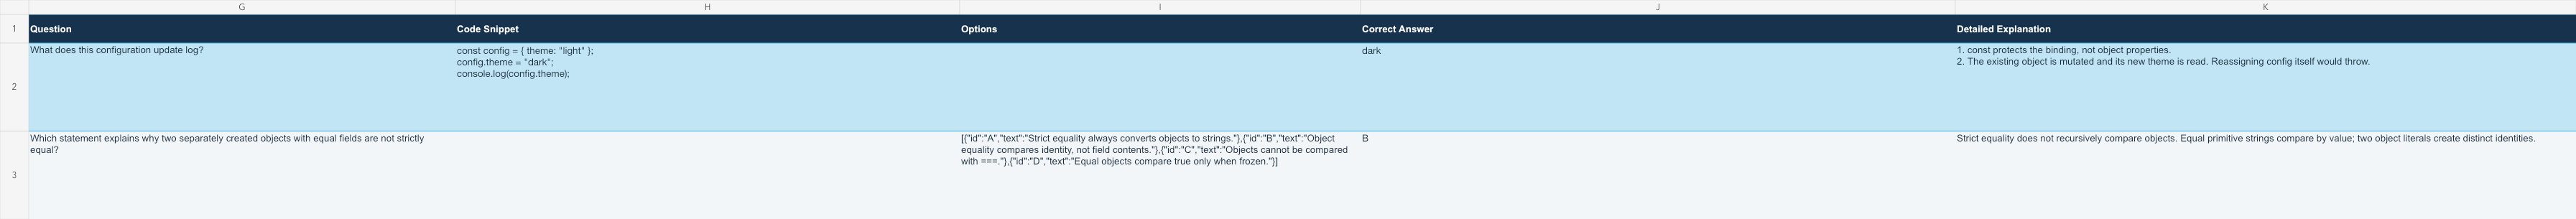 G H I J K
1 Question Code Snippet Options Correct Answer Detailed Explanation
2
What does this configuration update log?
const config = { theme: "light" };
config.theme = "dark";
console.log(config.theme);
dark
1. const protects the binding, not object properties.
2. The existing object is mutated and its new theme is read. Reassigning config itself would throw.
3
Which statement explains why two separately created objects with equal fields are not strictly
equal?
[{"id":"A","text":"Strict equality always converts objects to strings."},{"id":"B","text":"Object
equality compares identity, not field contents."},{"id":"C","text":"Objects cannot be compared
with ===."},{"id":"D","text":"Equal objects compare true only when frozen."}]
B
Strict equality does not recursively compare objects. Equal primitive strings compare by value; two object literals create distinct identities.